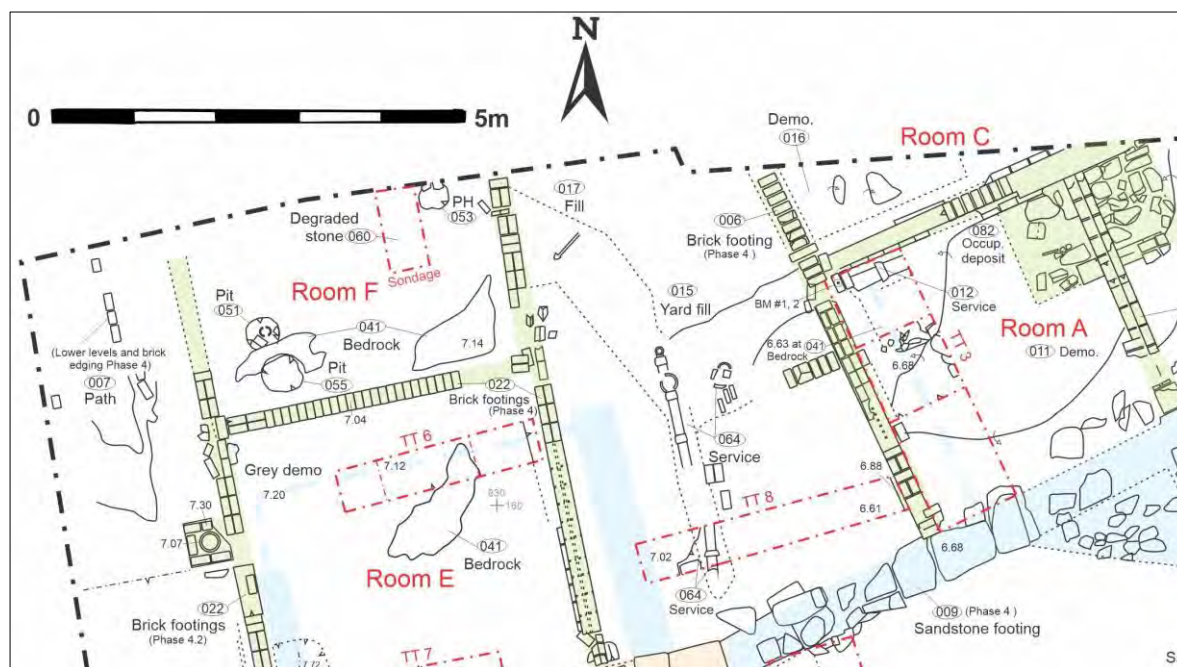 N
0
5m
Demo.
016
Room C
Degraded
stone 060
PH
053
017
Fill
006
Brick footing
(Phase 4)
082
Occup.
deposit
Sondage
Room F
Pit
051
041
Bedrock
7.14
015
Yard fill
BM #1, 2
012
Service
Room A
011 Demo.
6.63 at
Bedrock 041
6.68
TT 3
(Lower levels and brick
edging Phase 4)
007
Path
Pit
055
022
Brick footings
(Phase 4)
7.04
064
Service
TT 6
7.12
Grey demo
7.20
830
160
6.88
TT 8
6.61
7.30
7.07
7.02
6.68
041
Bedrock
Room E
064
Service
022
Brick footings
(Phase 4.2)
009 (Phase 4)
Sandstone footing
TT 7
7.72
S